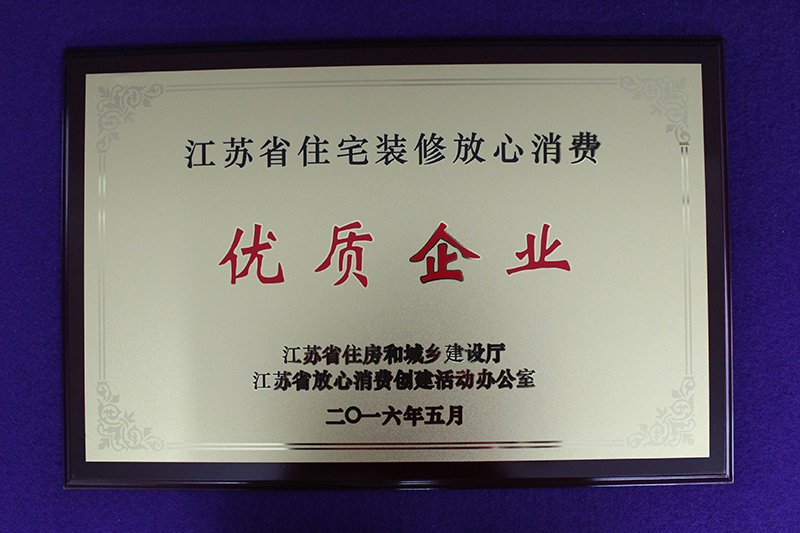 江苏省住宅装修放心消费
优质企业
江苏省住房和城乡建设厅
江苏省放心消费创建活动办公室
二〇一六年五月